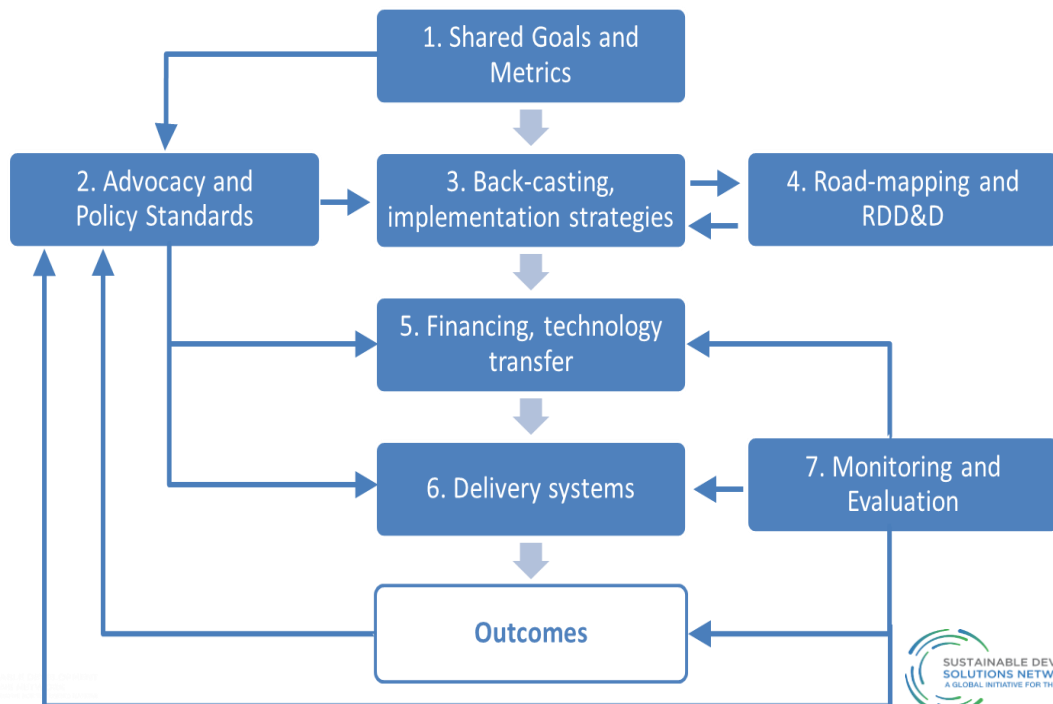 1. Shared Goals and
Metrics
2. Advocacy and
Policy Standards
3. Back-casting,
implementation strategies
4. Road-mapping and
RDD&D
5. Financing, technology
transfer
6. Delivery systems
7. Monitoring and
Evaluation
Outcomes
SUSTAINABLE DEV
SOLUTIONS NETW
A GLOBAL INITIATIVE FOR TH